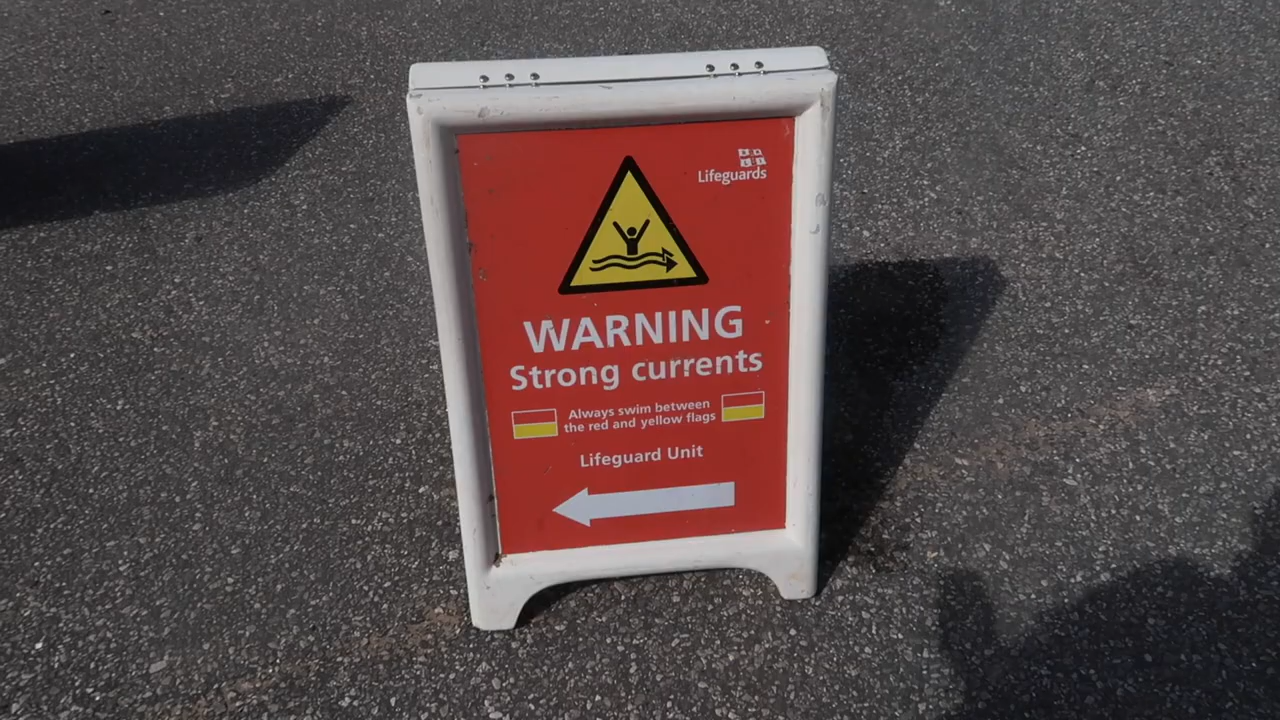 Lifeguards
WARNING
Strong currents
Always swim between
the red and yellow flags
Lifeguard Unit